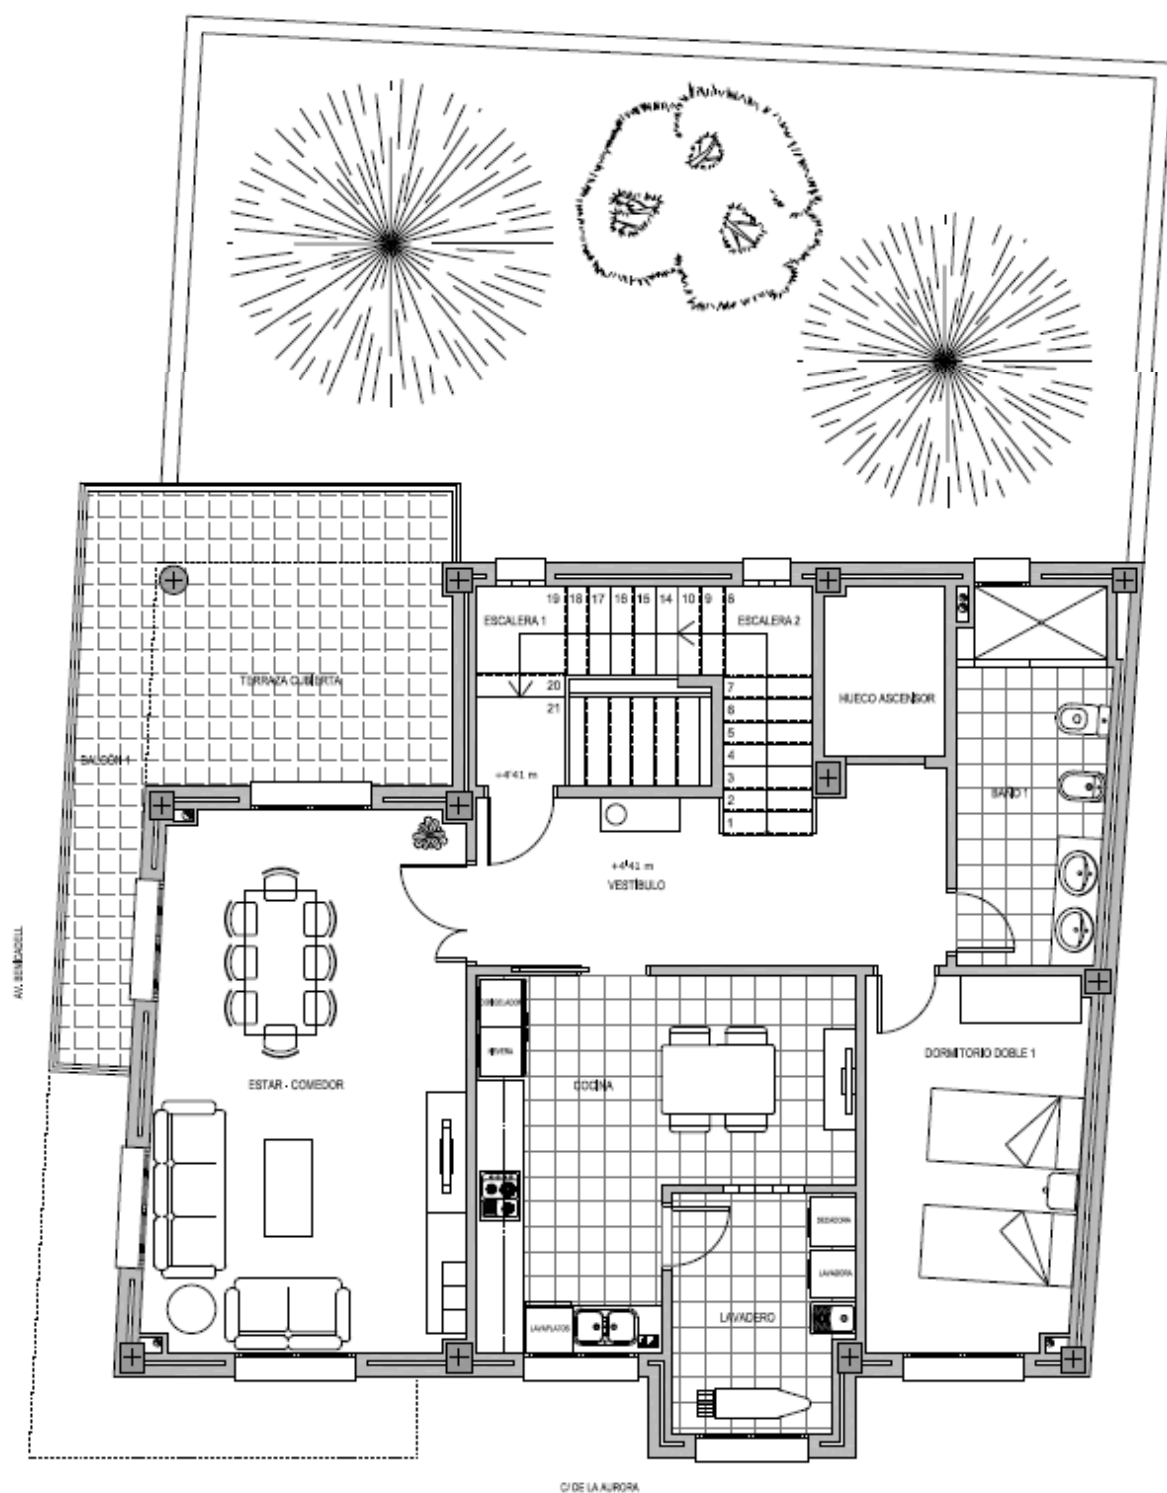 19 18 17 16 15 14 10 9 8
ESCALERA 1
ESCALERA 2
20
21
7
6
5
4
3
2
1
HUECO ASCENSOR
TERRAZA CUBIERTA
BALCÓN 1
+4'41 m
BAÑO 1
+4'41 m
VESTÍBULO
AV. BENICADELL
CONGELADOR
NEVERA
ESTAR - COMEDOR
COCINA
DORMITORIO DOBLE 1
SECADORA
LAVADORA
LAVADERO
LAVAPLATOS
C/ DE LA AURORA